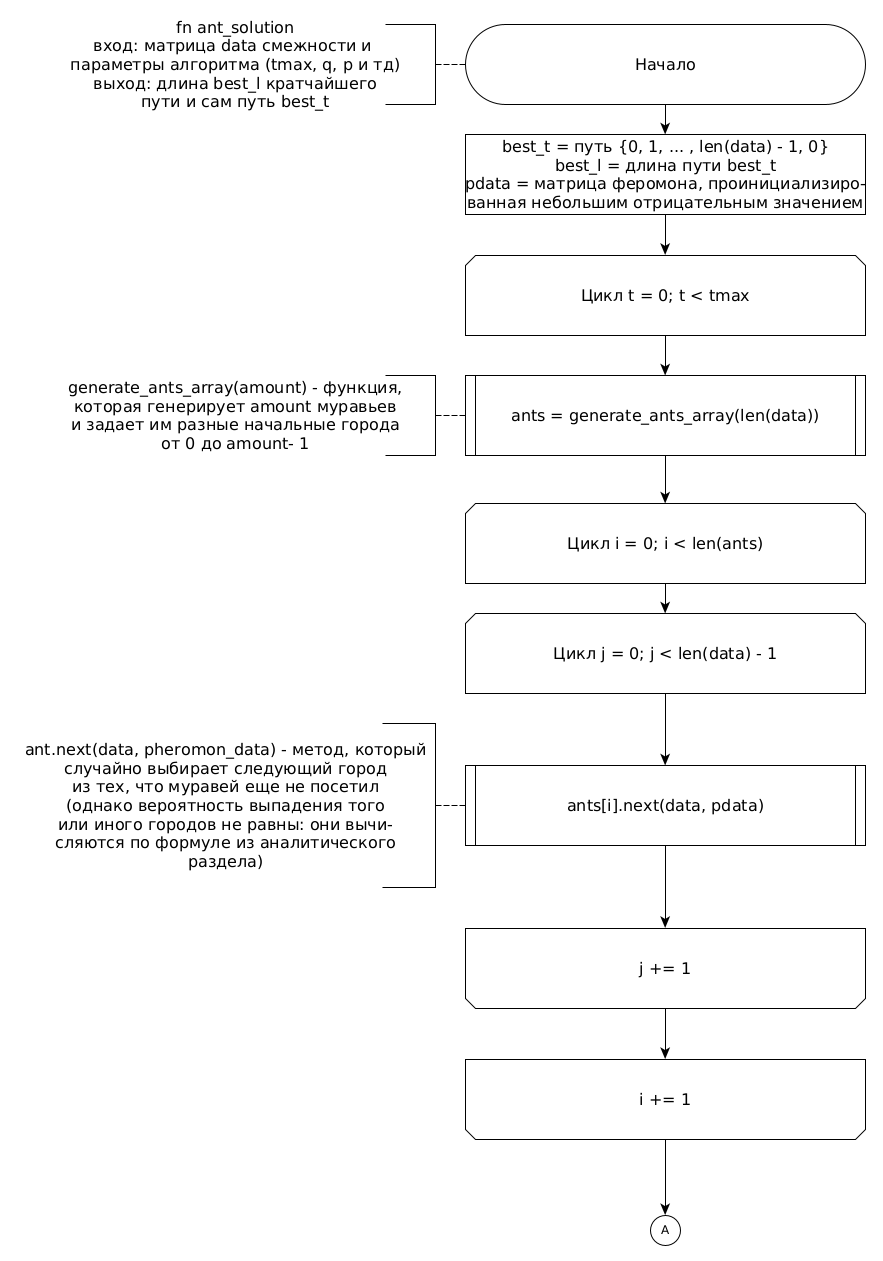 fn ant_solution
вход: матрица data смежности и
параметры алгоритма (tmax, q, p и тд)
выход: длина best_l кратчайшего
пути и сам путь best_t
Начало
best_t = путь {0, 1, ... , len(data) - 1, 0}
best_l = длина пути best_t
pdata = матрица феромона, проинициализиро-
ванная небольшим отрицательным значением
Цикл t = 0; t < tmax
generate_ants_array(amount) - функция,
которая генерирует amount муравьев
и задает им разные начальные города
от 0 до amount- 1
ants = generate_ants_array(len(data))
Цикл i = 0; i < len(ants)
Цикл j = 0; j < len(data) - 1
ant.next(data, pheromon_data) - метод, который
случайно выбирает следующий город
из тех, что муравей еще не посетил
(однако вероятность выпадения того
или иного городов не равны: они вычи-
сляются по формуле из аналитического
раздела)
ants[i].next(data, pdata)
j += 1
i += 1
A